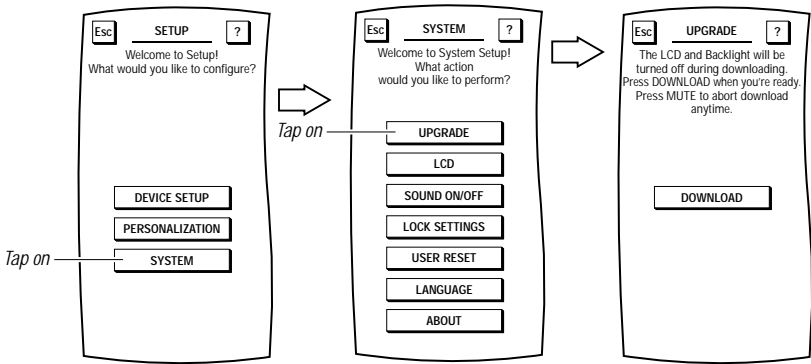 Esc SETUP ?
Welcome to Setup!
What would you like to configure?
DEVICE SETUP
PERSONALIZATION
Tap on SYSTEM
Esc SYSTEM ?
Welcome to System Setup!
What action
would you like to perform?
Tap on UPGRADE
LCD
SOUND ON/OFF
LOCK SETTINGS
USER RESET
LANGUAGE
ABOUT
Esc UPGRADE ?
The LCD and Backlight will be
turned off during downloading.
Press DOWNLOAD when you're ready.
Press MUTE to abort download
anytime.
DOWNLOAD